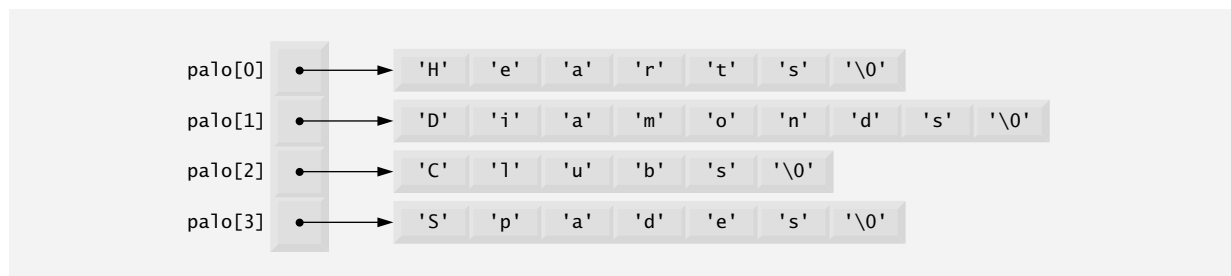 palo[0] 'H' 'e' 'a' 'r' 't' 's' '\0'
palo[1] 'D' 'i' 'a' 'm' 'o' 'n' 'd' 's' '\0'
palo[2] 'C' 'l' 'u' 'b' 's' '\0'
palo[3] 'S' 'p' 'a' 'd' 'e' 's' '\0'